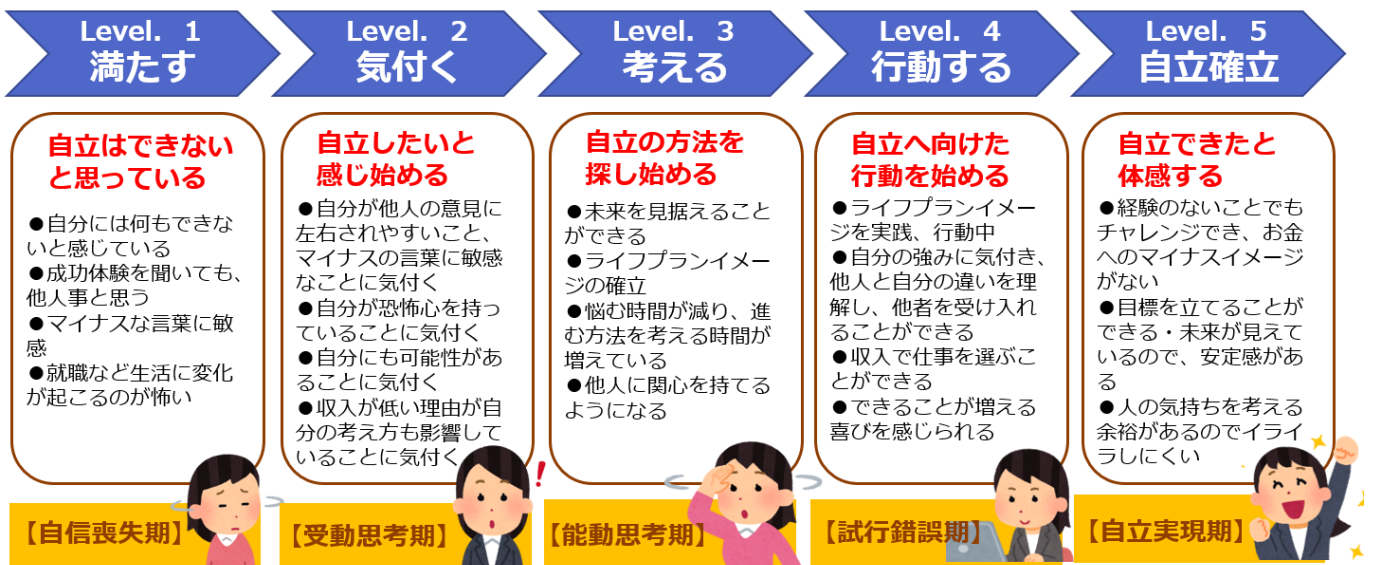 Level. 1
満たす
自立はできない
と思っている
●自分には何もできな
いと感じている
●成功体験を聞いても、
他人事と思う
●マイナスな言葉に敏
感
●就職など生活に変化
が起こるのが怖い
【自信喪失期】
Level. 2
気付く
自立したいと
感じ始める
●自分が他人の意見に
左右されやすいこと、
マイナスの言葉に敏感
なことに気付く
●自分が恐怖心を持っ
ていることに気付く
●自分にも可能性があ
ることに気付く
●収入が低い理由が自
分の考え方も影響して
いることに気付く
【受動思考期】
Level. 3
考える
自立の方法を
探し始める
●未来を見据えること
ができる
●ライフプランイメー
ジの確立
●悩む時間が減り、進
む方法を考える時間が
増えている
●他人に関心を持てる
ようになる
【能動思考期】
Level. 4
行動する
自立へ向けた
行動を始める
●ライフプランイメー
ジを実践、行動中
●自分の強みに気付き、
他人と自分の違いを理
解し、他者を受け入れ
ることができる
●収入で仕事を選ぶこ
とができる
●できることが増える
喜びを感じられる
【試行錯誤期】
Level. 5
自立確立
自立できたと
体感する
●経験のないことでも
チャレンジでき、お金
へのマイナスイメージ
がない
●目標を立てることが
できる・未来が見えて
いるので、安定感があ
る
●人の気持ちを考える
余裕があるのでイライ
ラしにくい
【自立実現期】